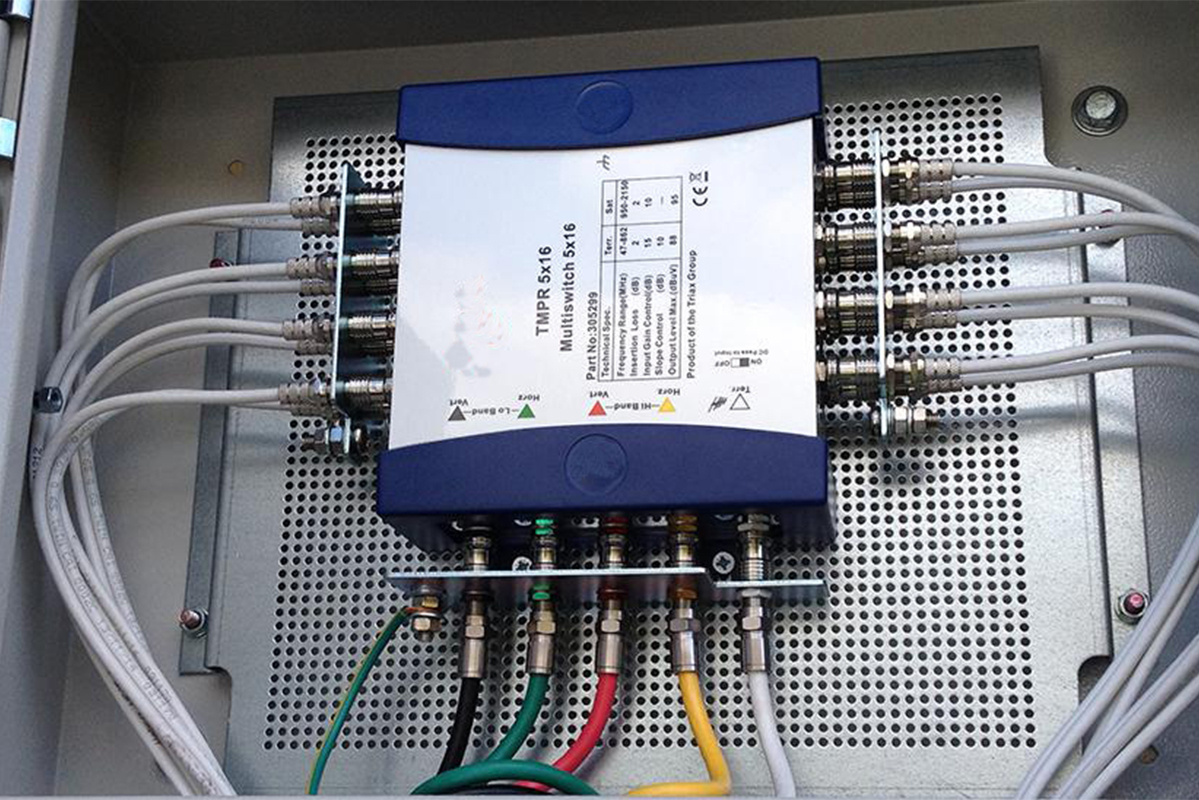 TMPR 5x16
Multiswitch 5x16
Part No:305299
Technical Spec. Terr. Sat
Frequency Range(MHz) 47-862 950-2150
Insertion Loss (dB) 2 2
Input Gain Control(dB) 15 10
Slope Control (dB) 10 —
Output Level Max.(dBuV) 88 95
Product of the Triax Group
CE
ON
OFF
DC Pass to Input
Vert.
Lo Band
Horz
Vert.
Hi Band
Horz
Terr.